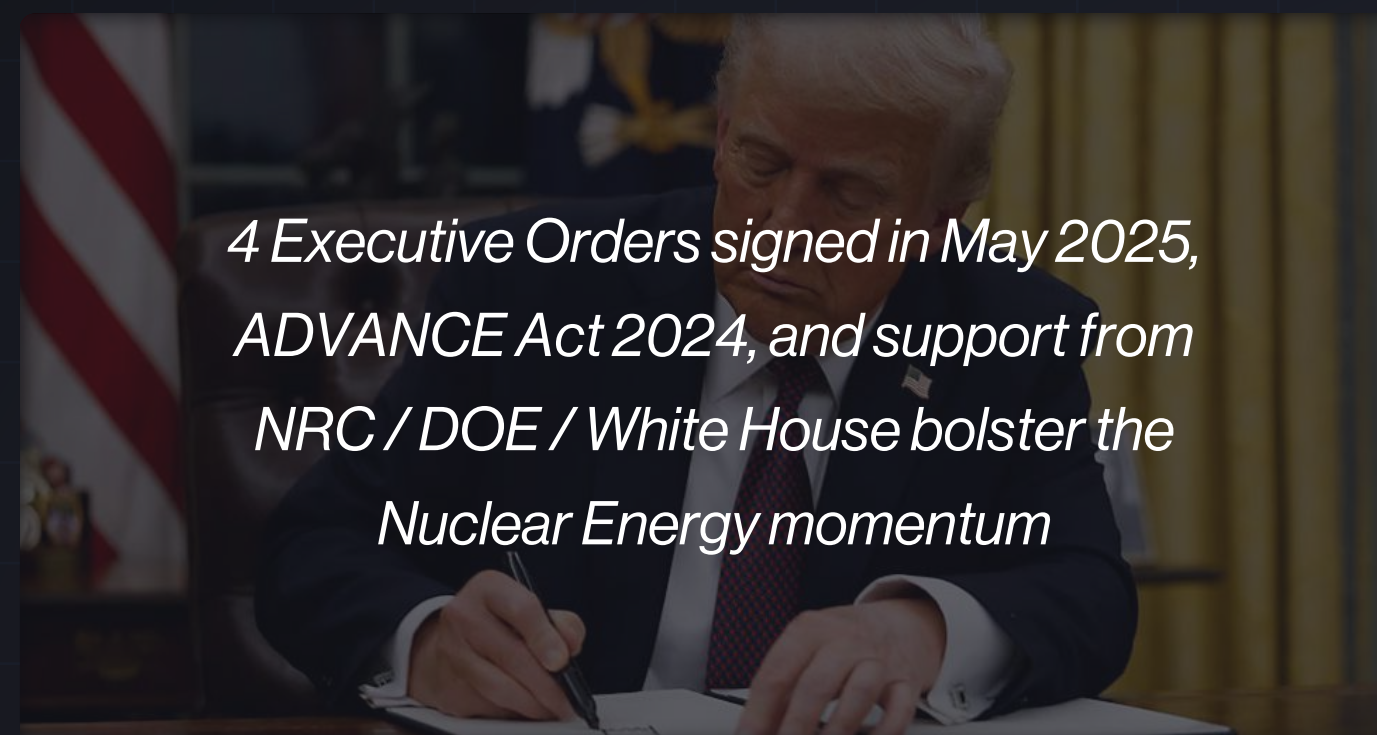 4 Executive Orders signed in May 2025,
ADVANCE Act 2024, and support from
NRC / DOE / White House bolster the
Nuclear Energy momentum